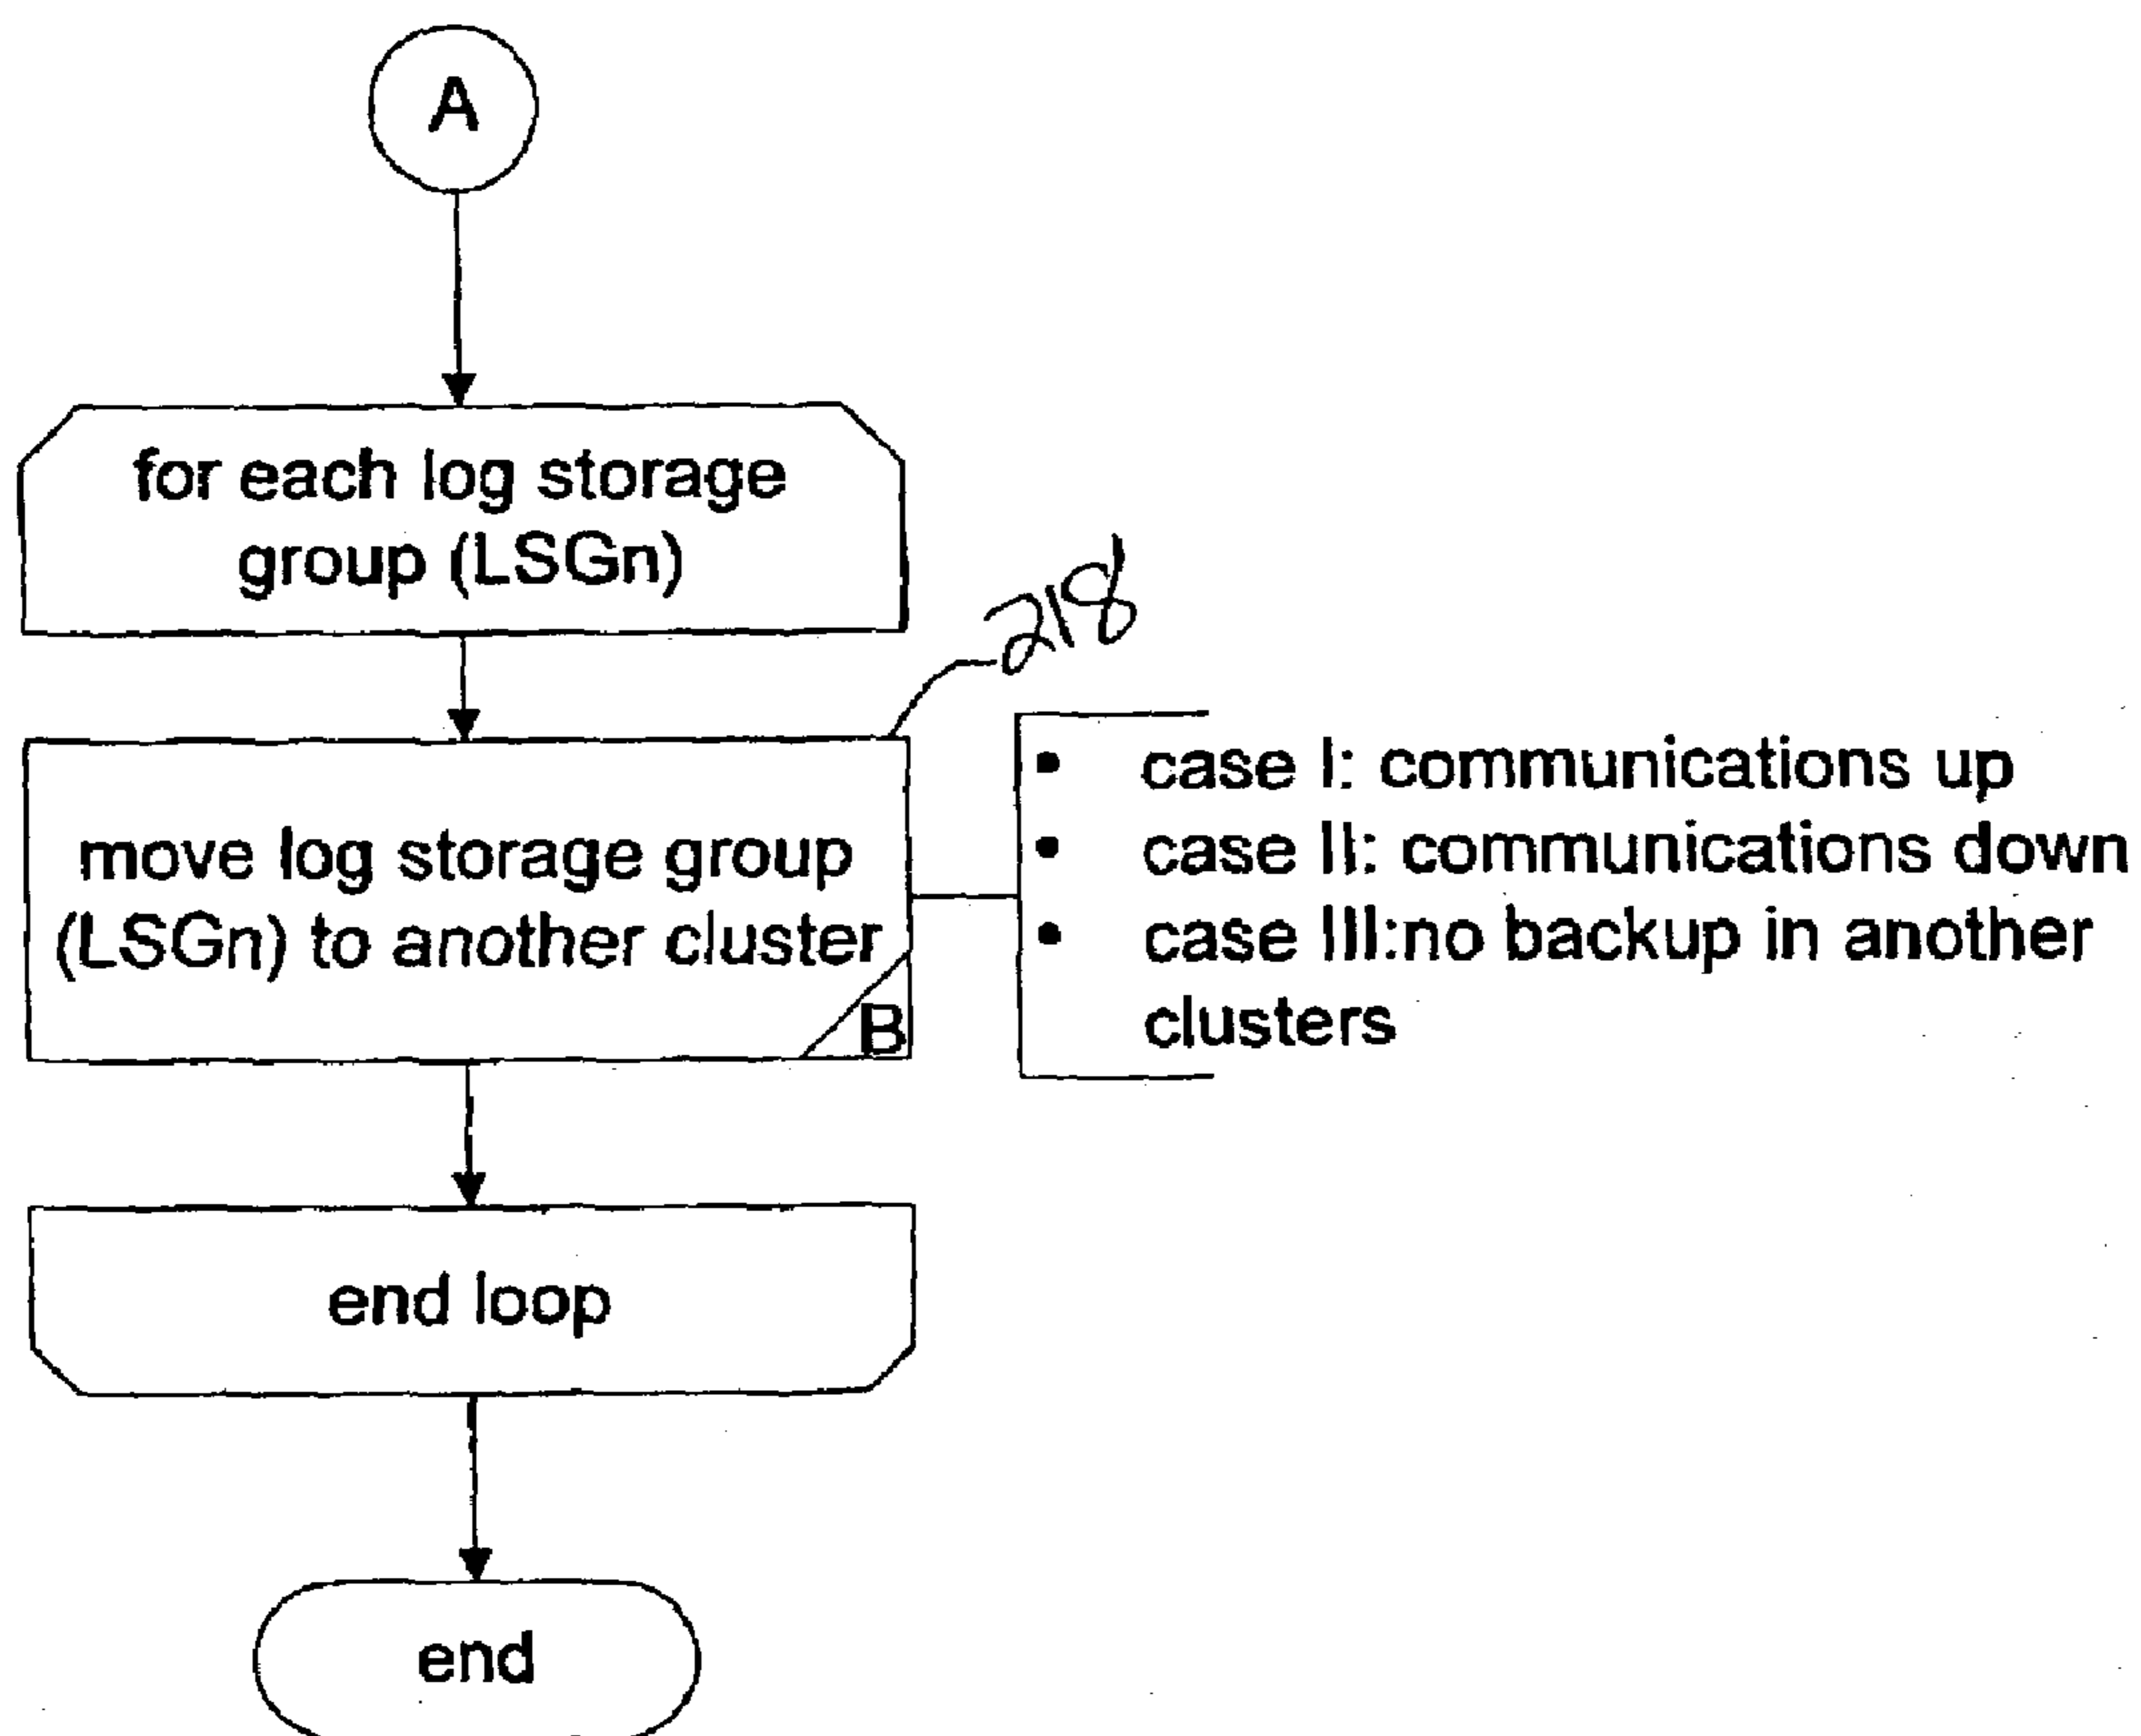 A
for each log storage
group (LSGn)
218
move log storage group
(LSGn) to another cluster
B
• case I: communications up
• case II: communications down
• case III:no backup in another
clusters
end loop
end